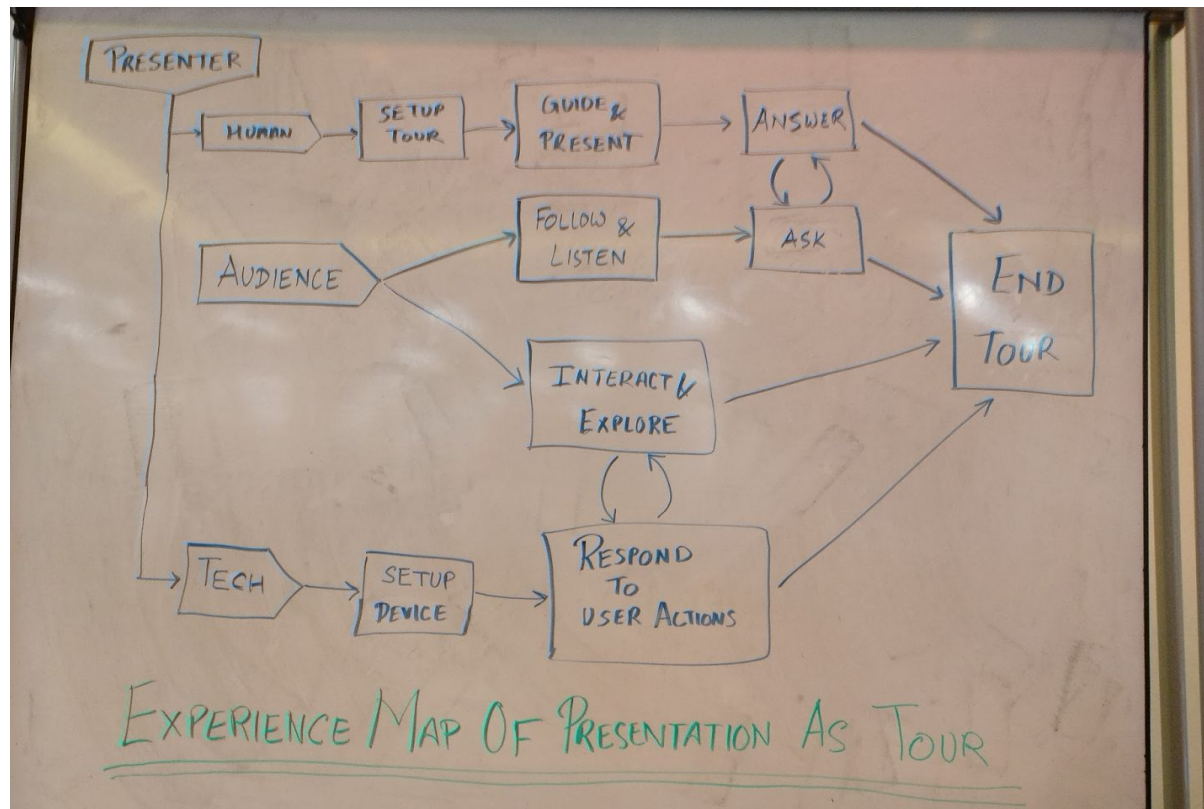 PRESENTER
HUMAN
SETUP
TOUR
GUIDE &
PRESENT
ANSWER
AUDIENCE
FOLLOW &
LISTEN
ASK
END
TOUR
INTERACT &
EXPLORE
TECH
SETUP
DEVICE
RESPOND
TO
USER ACTIONS
EXPERIENCE MAP OF PRESENTATION AS TOUR